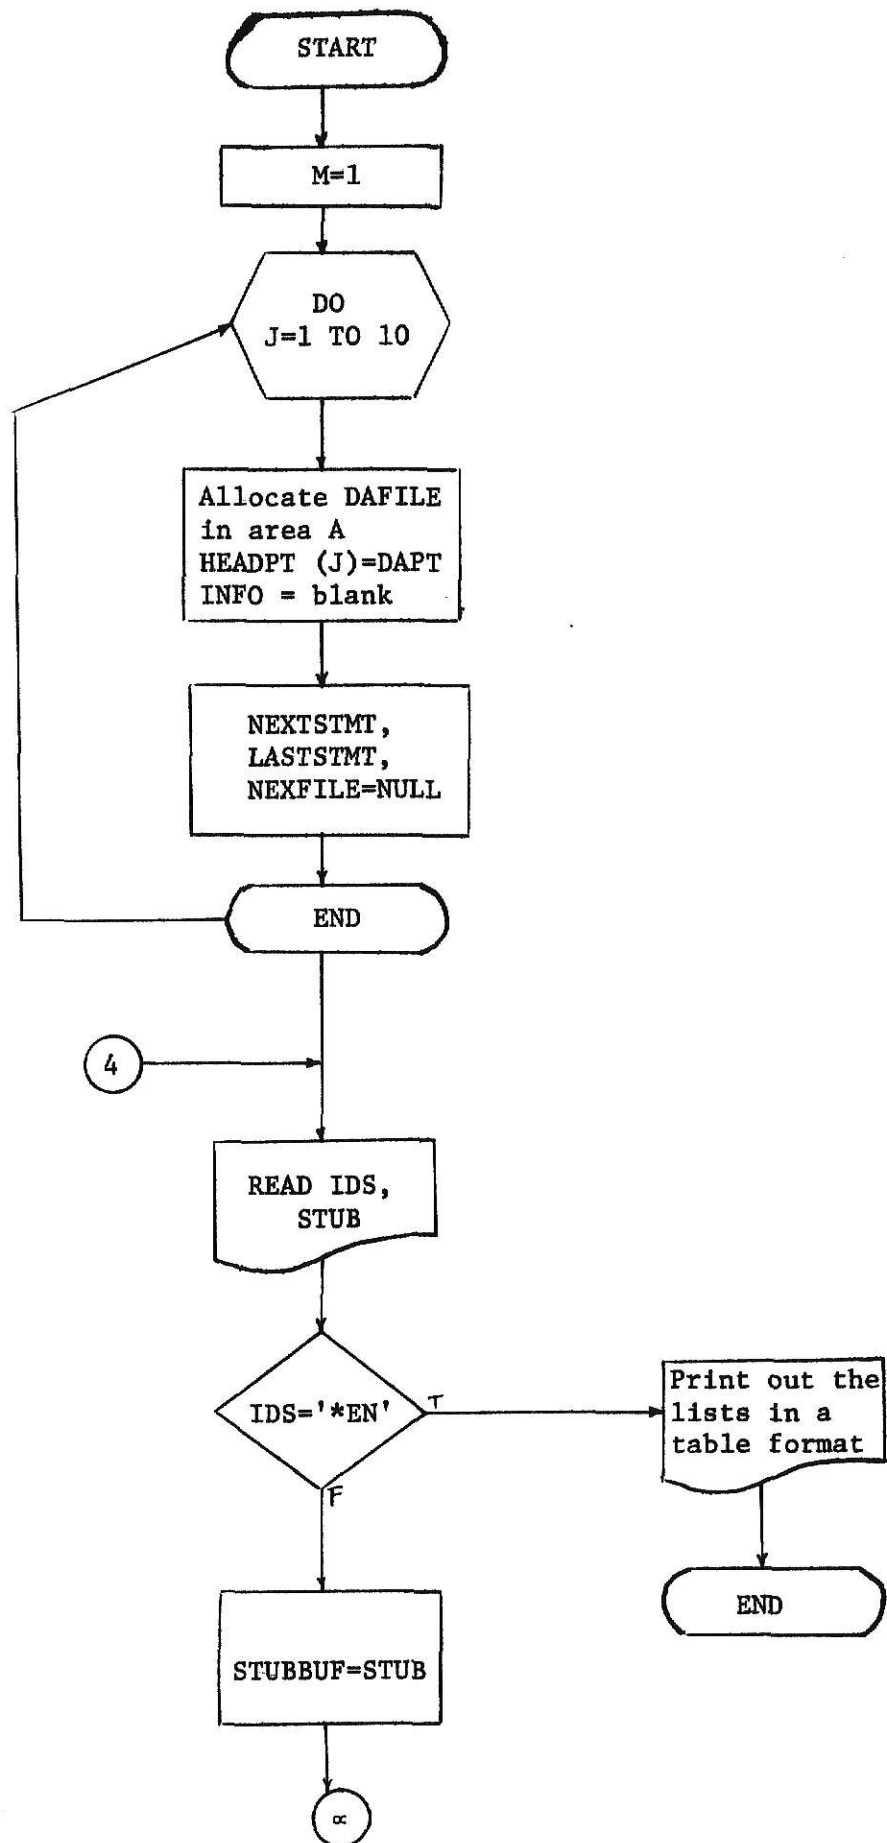 START
M=1
DO
J=1 TO 10
Allocate DAFILE
in area A
HEADPT (J)=DAPT
INFO = blank
NEXTSTMT,
LASTSTMT,
NEXFILE=NULL
END
4
READ IDS,
STUB
IDS='*EN'
T
Print out the
lists in a
table format
F
END
STUBBUF=STUB
∝